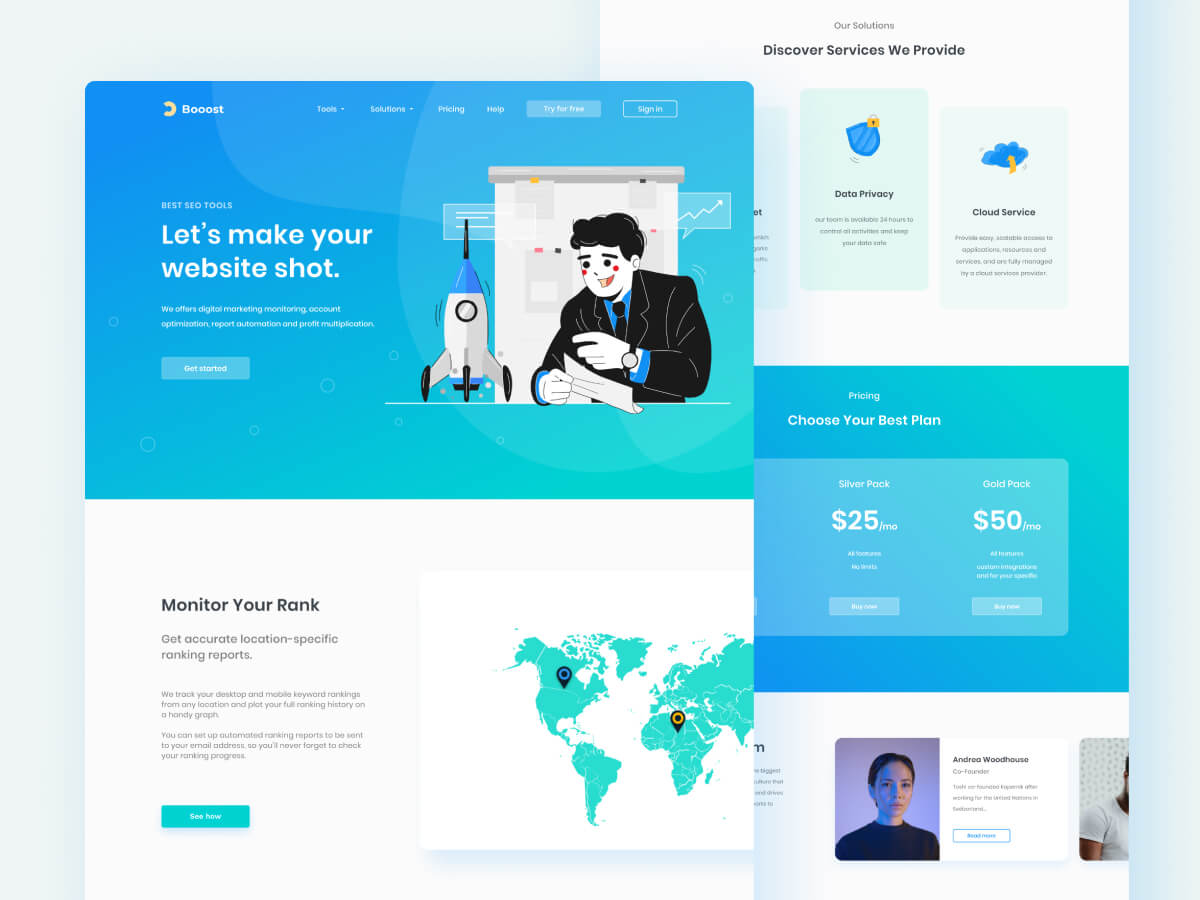 Booost
Tools
Solutions
Pricing
Help
Try for free
Sign in
BEST SEO TOOLS
Let's make your
website shot.
We offers digital marketing monitoring, account
optimization, report automation and profit multiplication.
Get started
Monitor Your Rank
Get accurate location-specific
ranking reports.
We track your desktop and mobile keyword rankings
from any location and plot your full ranking history on
a handy graph.
You can set up automated ranking reports to be sent
to your email address, so you'll never forget to check
your ranking progress.
See how
Our Solutions
Discover Services We Provide
Data Privacy
our team is available 24 hours to
control all activities and keep
your data safe
Cloud Service
Provide easy, scalable access to
applications, resources and
services, and are fully managed
by a cloud services provider.
Pricing
Choose Your Best Plan
Silver Pack
$25/mo
All features
No limits
Buy now
Gold Pack
$50/mo
All features
custom integrations
and for your specific
Buy now
biggest
culture that
end drives
to
Andrea Woodhouse
Co-Founder
Toshi co-founded Kopernik after
working for the United Nations in
Switzerland...
Read more